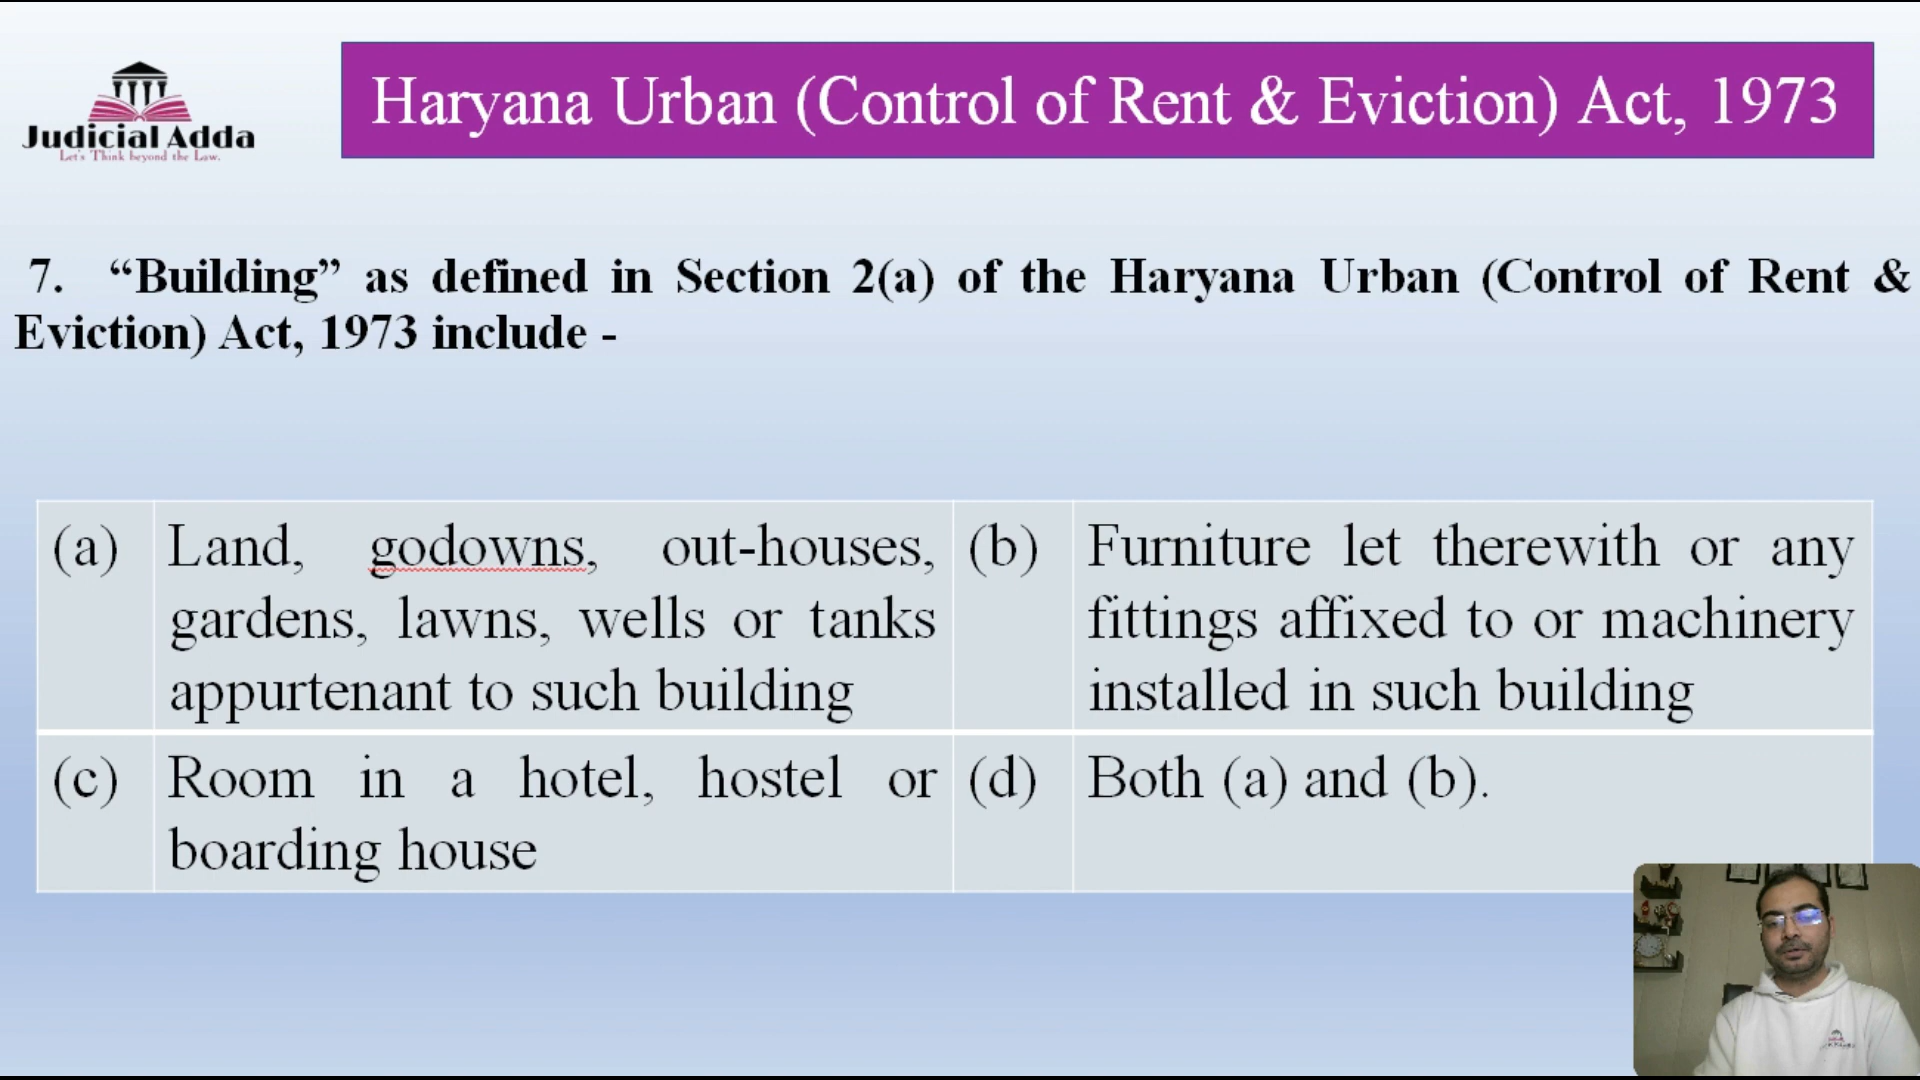 Judicial Adda
Let's Think beyond the Law.
Haryana Urban (Control of Rent & Eviction) Act, 1973
7. “Building” as defined in Section 2(a) of the Haryana Urban (Control of Rent &
Eviction) Act, 1973 include -
(a) Land, godowns, out-houses,
gardens, lawns, wells or tanks
appurtenant to such building
(b) Furniture let therewith or any
fittings affixed to or machinery
installed in such building
(c) Room in a hotel, hostel or
boarding house
(d) Both (a) and (b).